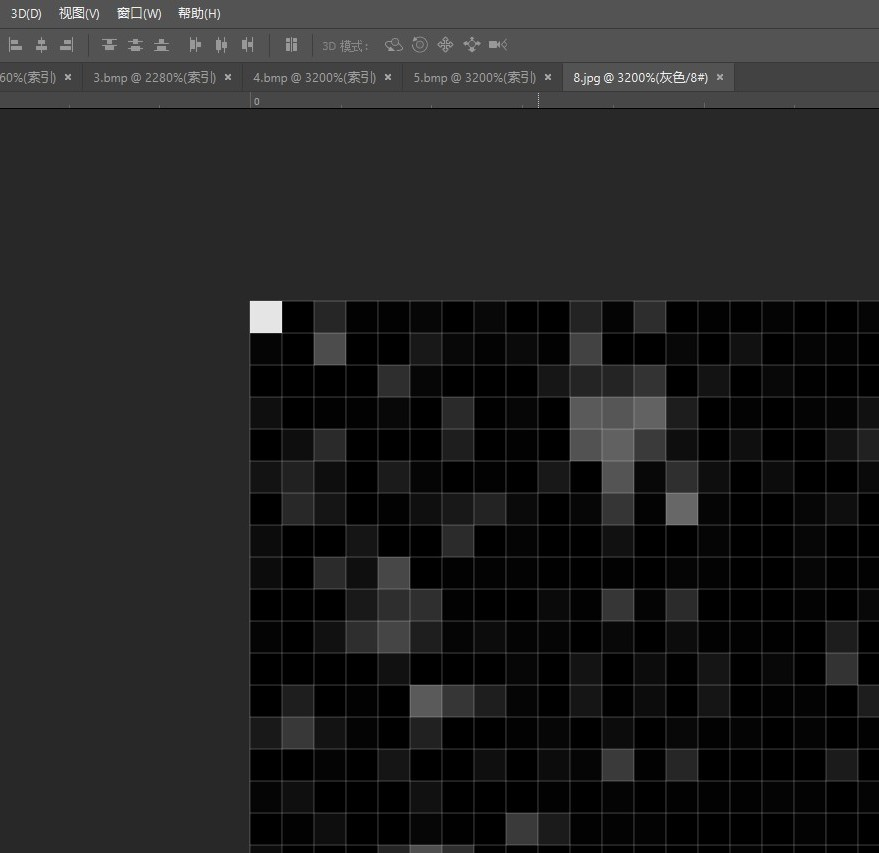 3D(D) 视图(V) 窗口(W) 帮助(H)
3D 模式:
60%(索引) × 3.bmp @ 2280%(索引) × 4.bmp @ 3200%(索引) × 5.bmp @ 3200%(索引) × 8.jpg @ 3200%(灰色/8#) ×
0